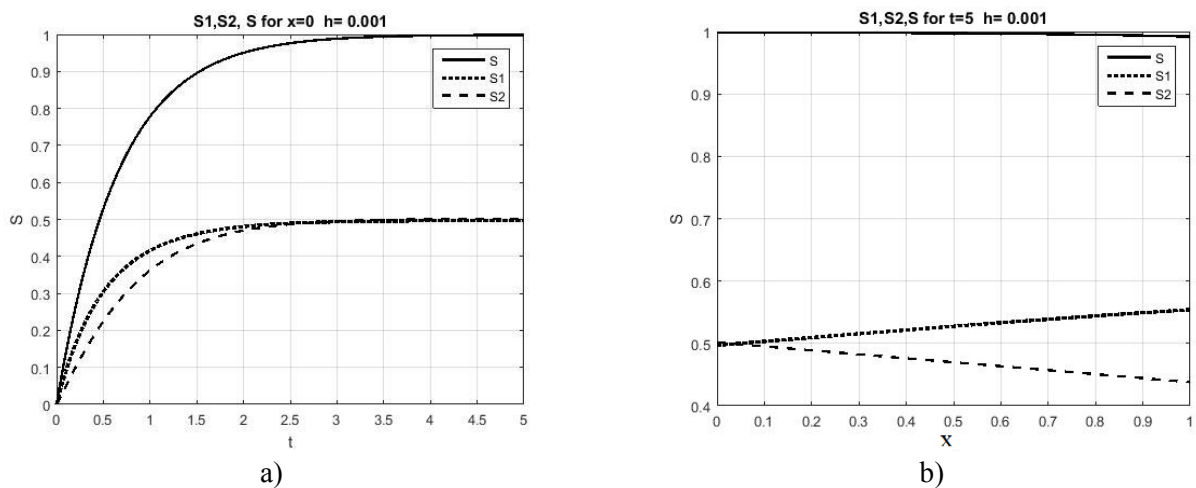 S1,S2, S for x=0 h= 0.001
1
0.9
0.8
0.7
0.6
0.5
0.4
0.3
0.2
0.1
0
S
S
S1
S2
0 0.5 1 1.5 2 2.5 3 3.5 4 4.5 5
t
a)
S1,S2,S for t=5 h= 0.001
1
0.9
0.8
0.7
0.6
0.5
0.4
S
S
S1
S2
0 0.1 0.2 0.3 0.4 0.5 0.6 0.7 0.8 0.9 1
x
b)